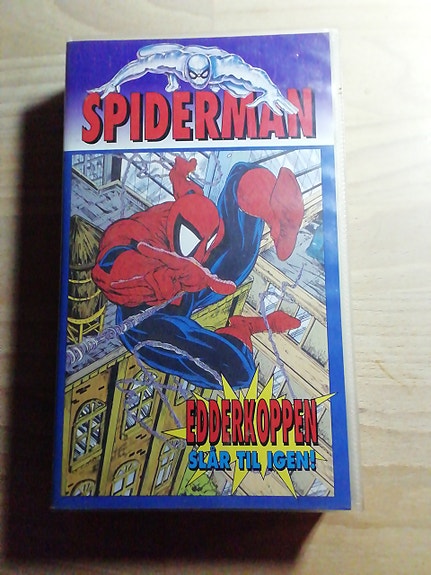 SPIDERMAN
EDDERKOPPEN
SLÅR TIL IGEN!